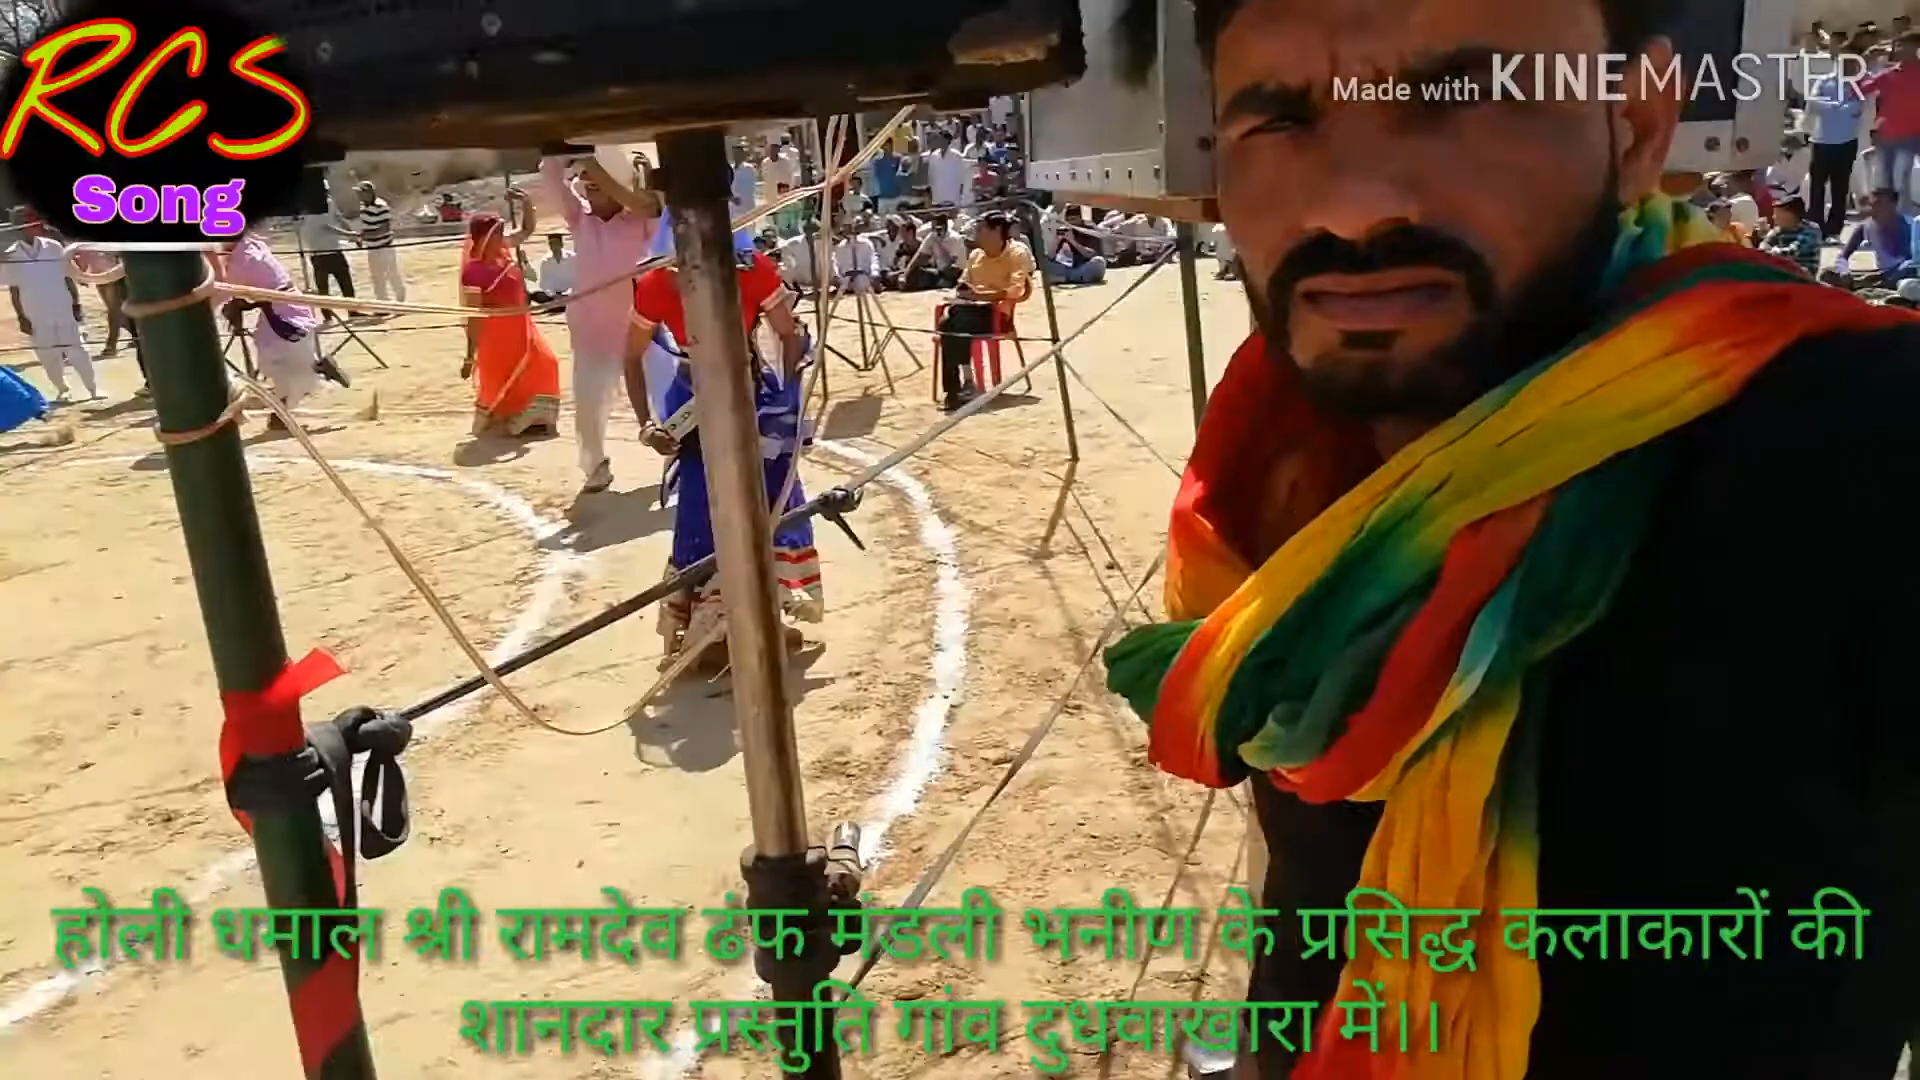 RCS
Song
Made with KINEMASTER
होली धमाल श्री रामदेव ढंफ मंडली भनीण के प्रसिद्ध कलाकारों की
शानदार प्रस्तुति गांव दुधवाखारा में।।